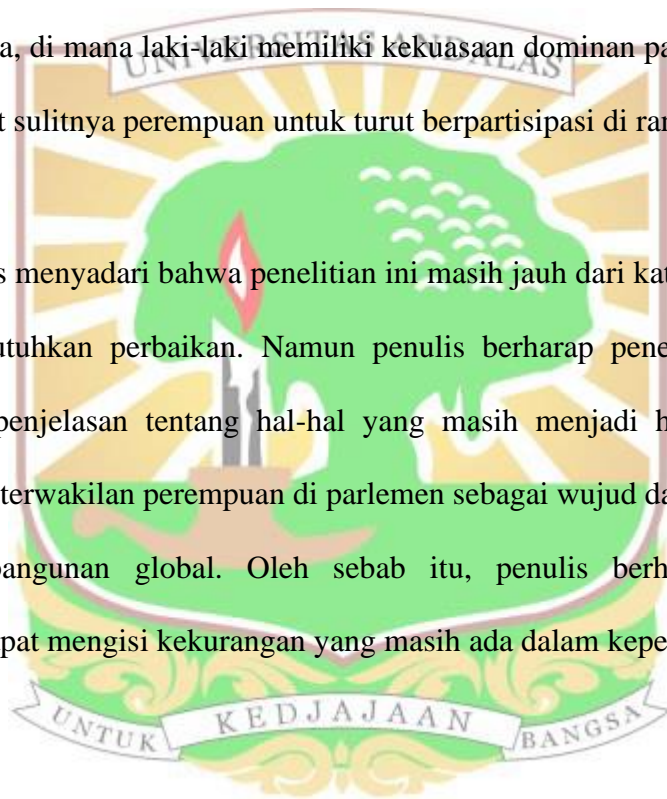 a, di mana laki-laki memiliki kekuasaan dominan pa
UNIVERSITAS ANDALAS
t sulitnya perempuan untuk turut berpartisipasi di ran
s menyadari bahwa penelitian ini masih jauh dari kat
utuhkan perbaikan. Namun penulis berharap pene
penjelasan tentang hal-hal yang masih menjadi h
terwakilan perempuan di parlemen sebagai wujud da
bangunan global. Oleh sebab itu, penulis berh
pat mengisi kekurangan yang masih ada dalam kepe
UNTUK KEDJAJAAN BANGSA